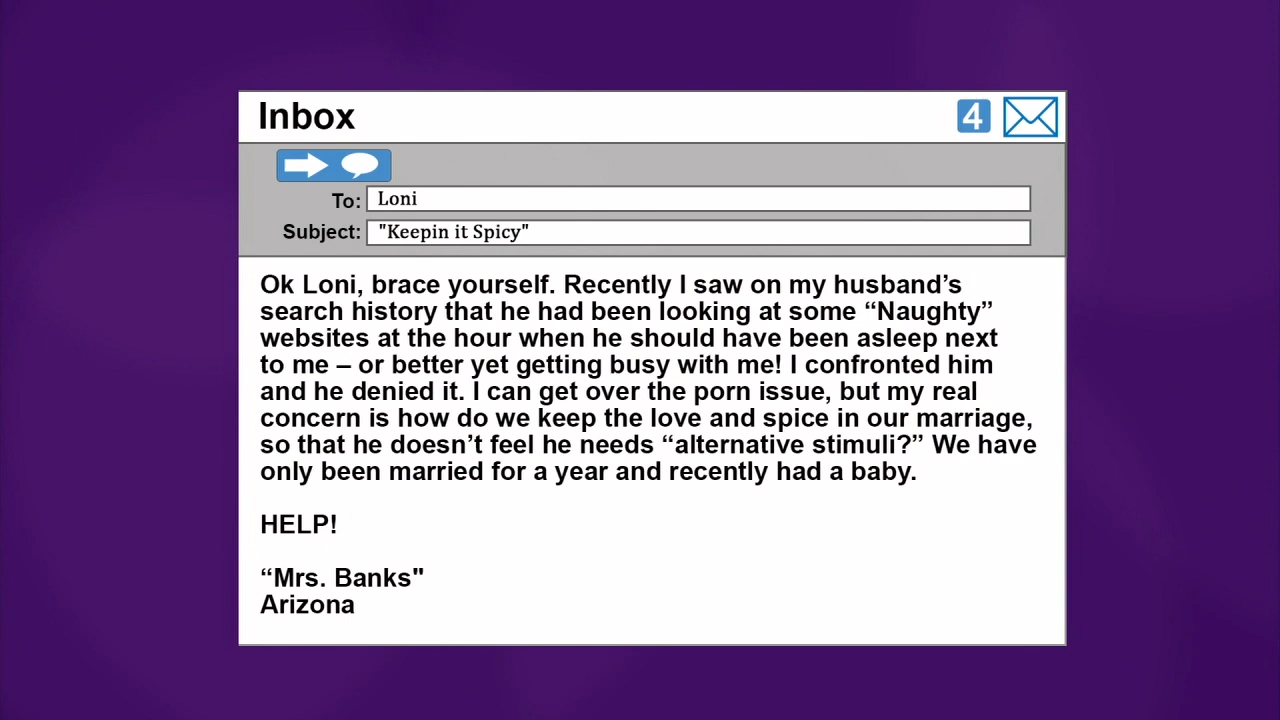 Inbox
4
To: Loni
Subject: "Keepin it Spicy"
Ok Loni, brace yourself. Recently I saw on my husband’s
search history that he had been looking at some “Naughty”
websites at the hour when he should have been asleep next
to me – or better yet getting busy with me! I confronted him
and he denied it. I can get over the porn issue, but my real
concern is how do we keep the love and spice in our marriage,
so that he doesn’t feel he needs “alternative stimuli?” We have
only been married for a year and recently had a baby.
HELP!
“Mrs. Banks"
Arizona